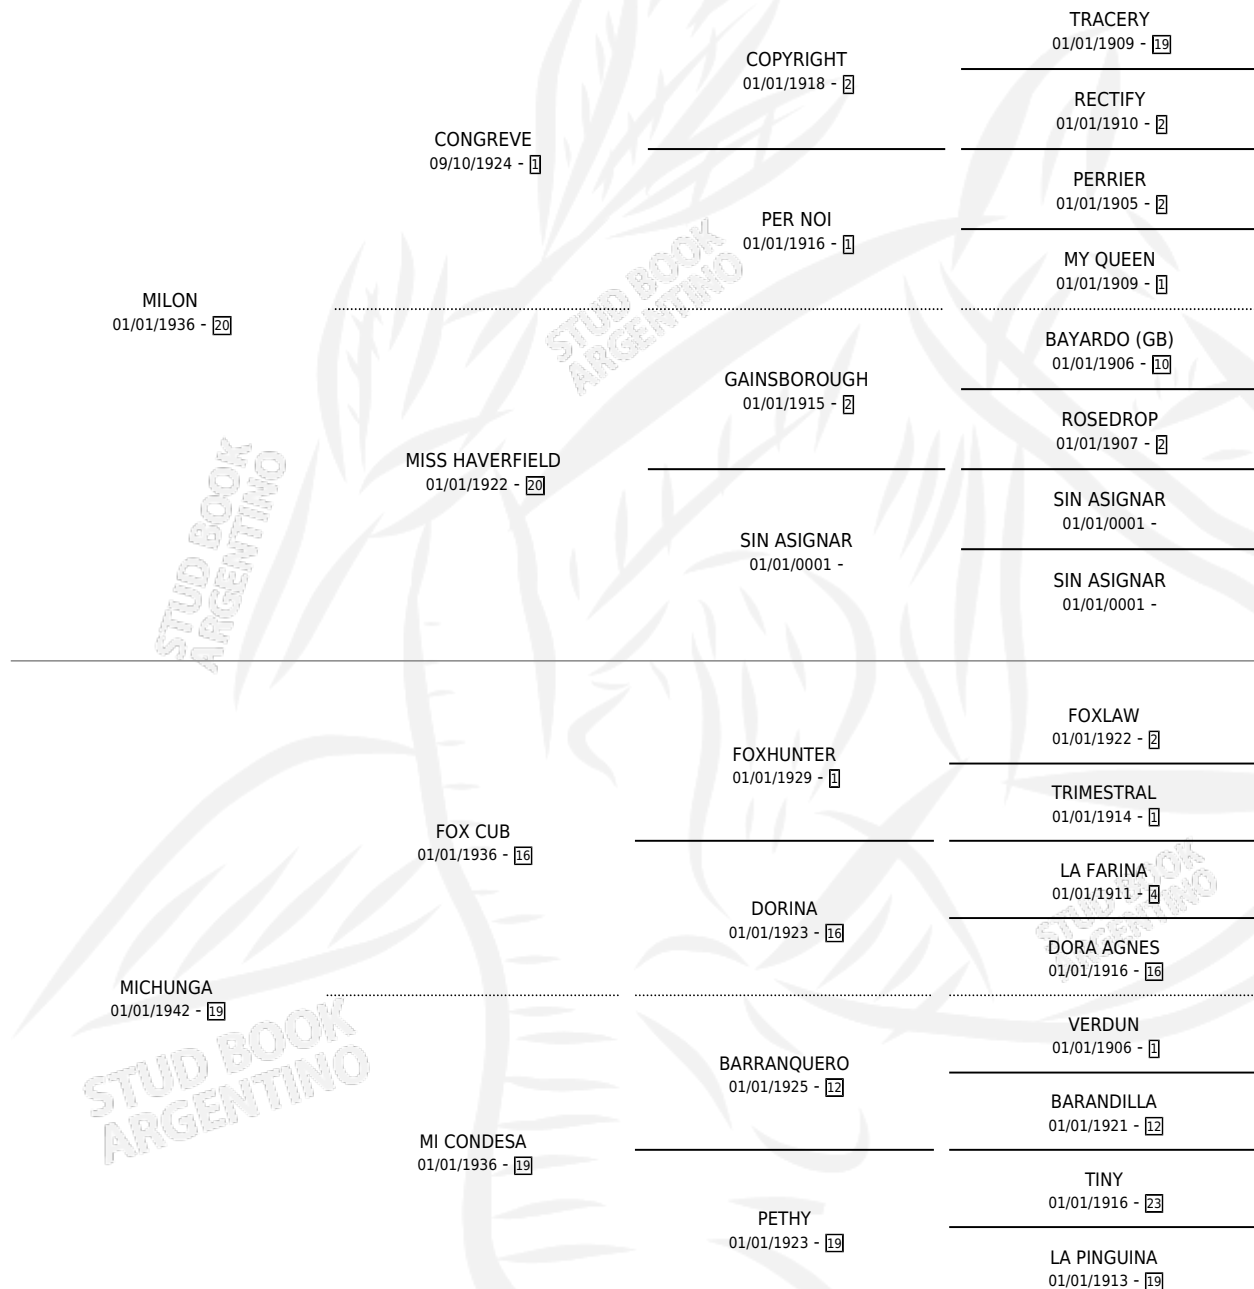 TRACERY
01/01/1909 - 19
COPYRIGHT
01/01/1918 - 2
RECTIFY
01/01/1910 - 2
CONGREVE
09/10/1924 - 1
PERRIER
01/01/1905 - 2
PER NOI
01/01/1916 - 1
MY QUEEN
01/01/1909 - 1
MILON
01/01/1936 - 20
BAYARDO (GB)
01/01/1906 - 10
GAINSBOROUGH
01/01/1915 - 2
ROSEDROP
01/01/1907 - 2
MISS HAVERFIELD
01/01/1922 - 20
SIN ASIGNAR
01/01/0001 -
SIN ASIGNAR
01/01/0001 -
SIN ASIGNAR
01/01/0001 -
FOXLAW
01/01/1922 - 2
FOXHUNTER
01/01/1929 - 1
TRIMESTRAL
01/01/1914 - 1
FOX CUB
01/01/1936 - 16
LA FARINA
01/01/1911 - 4
DORINA
01/01/1923 - 16
DORA AGNES
01/01/1916 - 16
MICHUNGA
01/01/1942 - 19
VERDUN
01/01/1906 - 1
BARRANQUERO
01/01/1925 - 12
BARANDILLA
01/01/1921 - 12
MI CONDESA
01/01/1936 - 19
TINY
01/01/1916 - 23
PETHY
01/01/1923 - 19
LA PINGUINA
01/01/1913 - 19
STUD BOOK
ARGENTINO
STUD BOOK
ARGENTINO
STUD BOOK
ARGENTINO
STUD BOOK
ARGENTINO